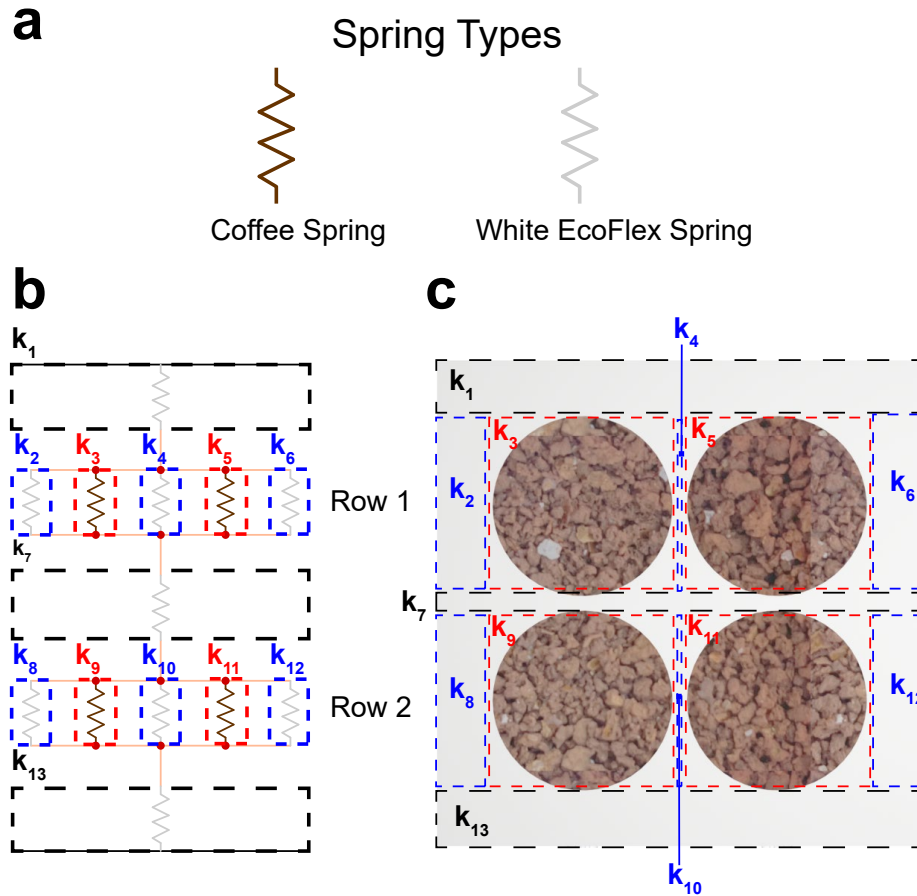 a
Spring Types
Coffee Spring
White EcoFlex Spring
b
k1
k2
k3
k4
k5
k6
Row 1
k7
k8
k9
k10
k11
k12
Row 2
k13
c
k4
k1
k3
k5
k2
k6
k7
k9
k11
k8
k12
k13
k10